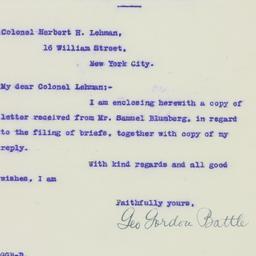 Colonel Herbert H. Lehman,
16 William Street,
New York City.
My dear Colonel Lehman:-
I am enclosing herewith a copy of
letter received from Mr. Samuel Blumberg, in regard
to the filing of briefs, together with copy of my
reply.
With kind regards and all good
wishes, I am
Faithfully yours,
Geo Gordon Battle